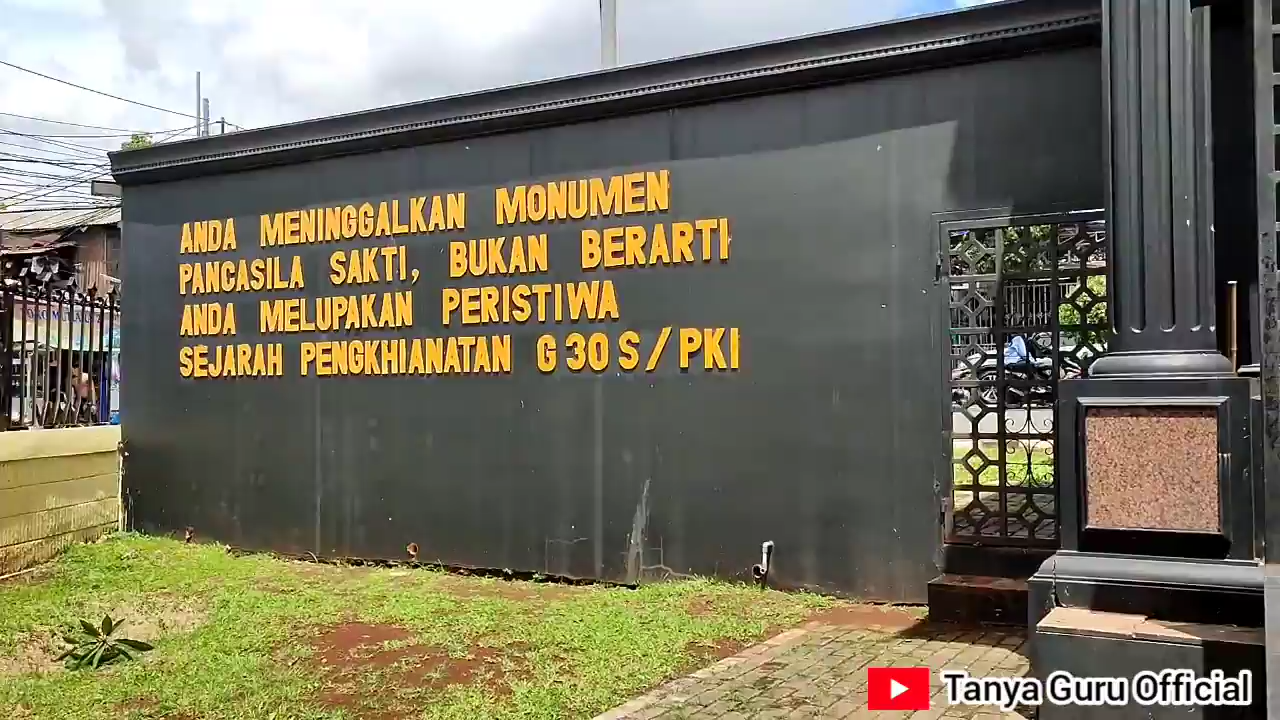 ANDA MENINGGALKAN MONUMEN
PANCASILA SAKTI, BUKAN BERARTI
ANDA MELUPAKAN PERISTIWA
SEJARAH PENGKHIANATAN G 30 S/PKI
Tanya Guru Official